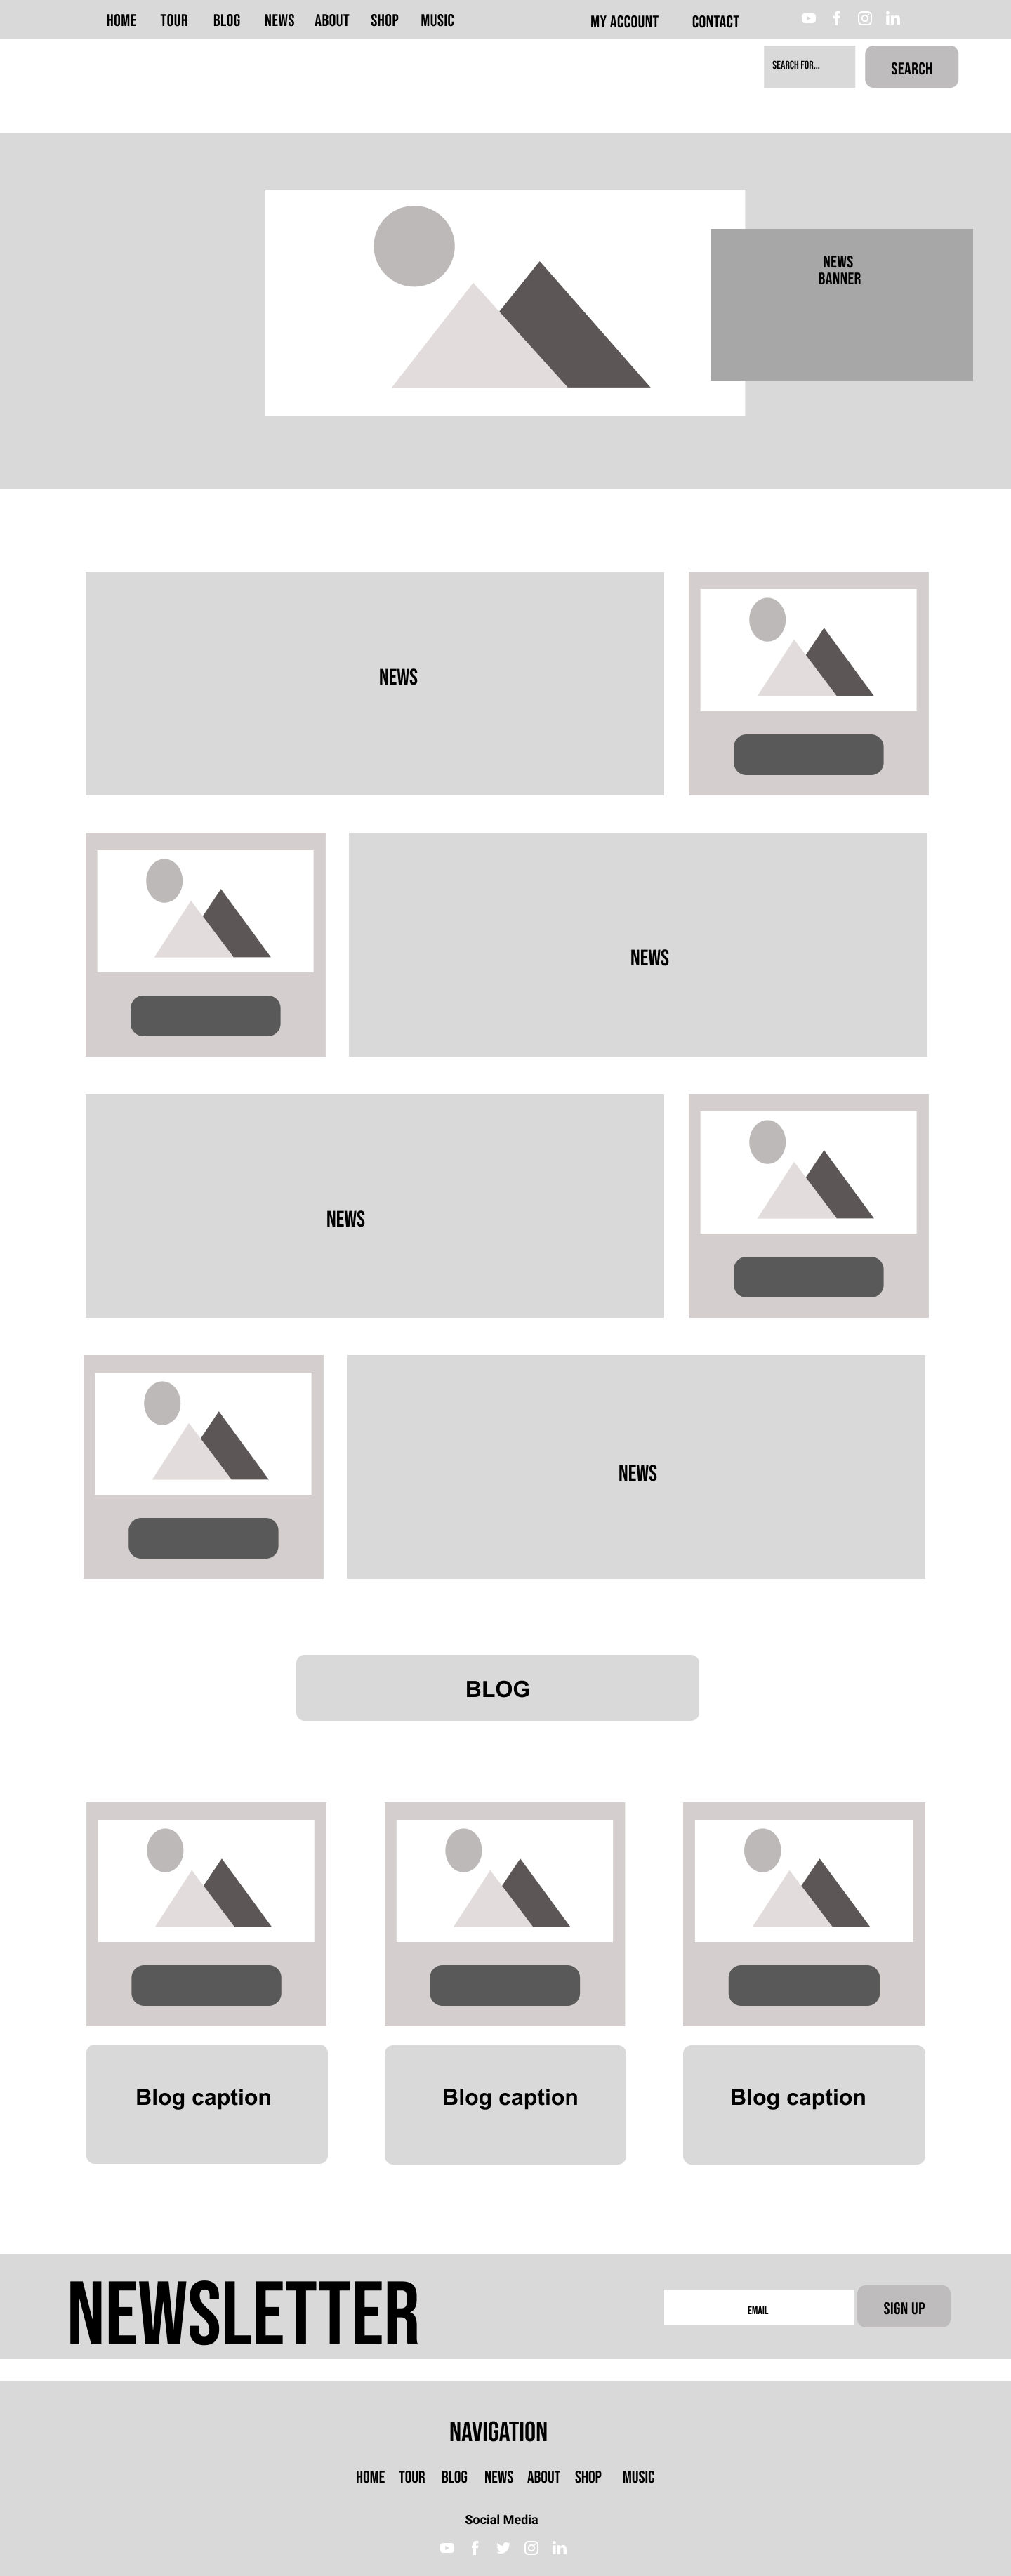 HOME TOUR BLOG NEWS ABOUT SHOP MUSIC MY ACCOUNT CONTACT
SEARCH FOR... SEARCH
NEWS
BANNER
NEWS
NEWS
NEWS
NEWS
BLOG
Blog caption Blog caption Blog caption
NEWSLETTER EMAIL SIGN UP
NAVIGATION
HOME TOUR BLOG NEWS ABOUT SHOP MUSIC
Social Media